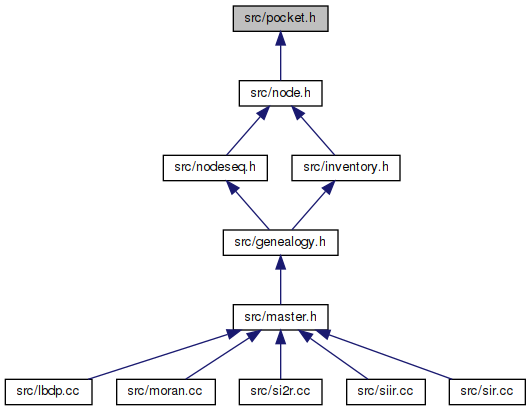 src/pocket.h
src/node.h
src/nodeseq.h
src/inventory.h
src/genealogy.h
src/master.h
src/lbdp.cc
src/moran.cc
src/si2r.cc
src/siir.cc
src/sir.cc